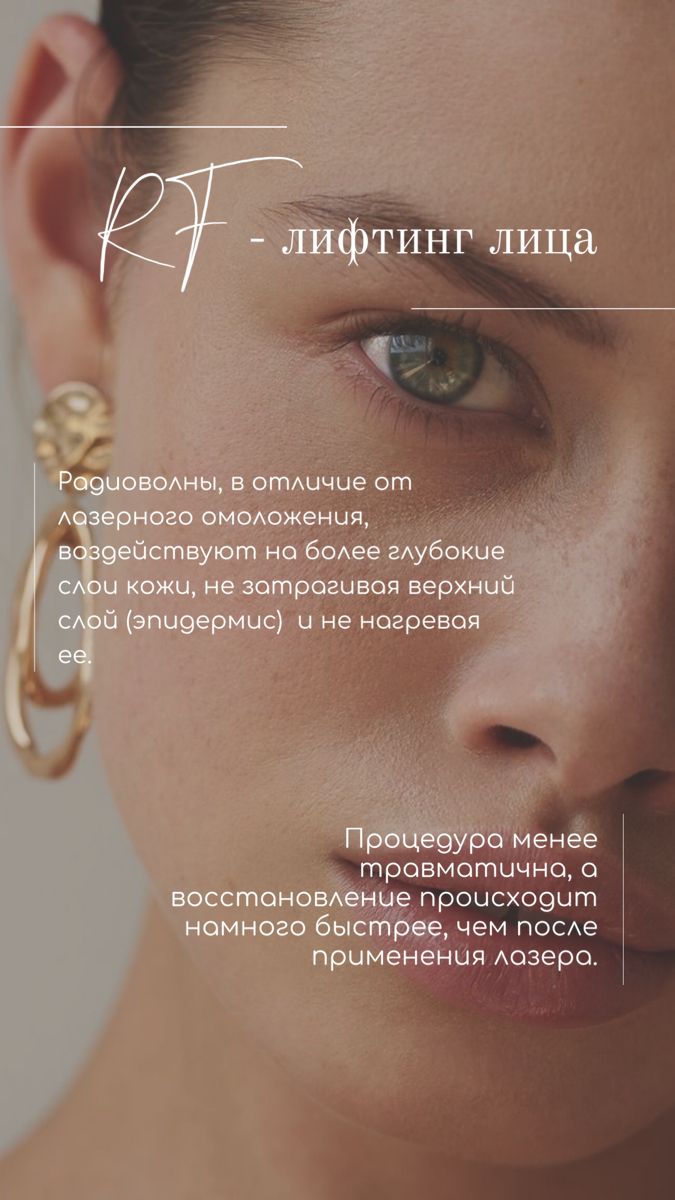 RF - лифтинг лица
Радиоволны, в отличие от
лазерного омоложения,
воздействуют на более глубокие
слои кожи, не затрагивая верхний
слой (эпидермис)  и не нагревая
ее.
Процедура менее
травматична, а
восстановление происходит
намного быстрее, чем после
применения лазера.